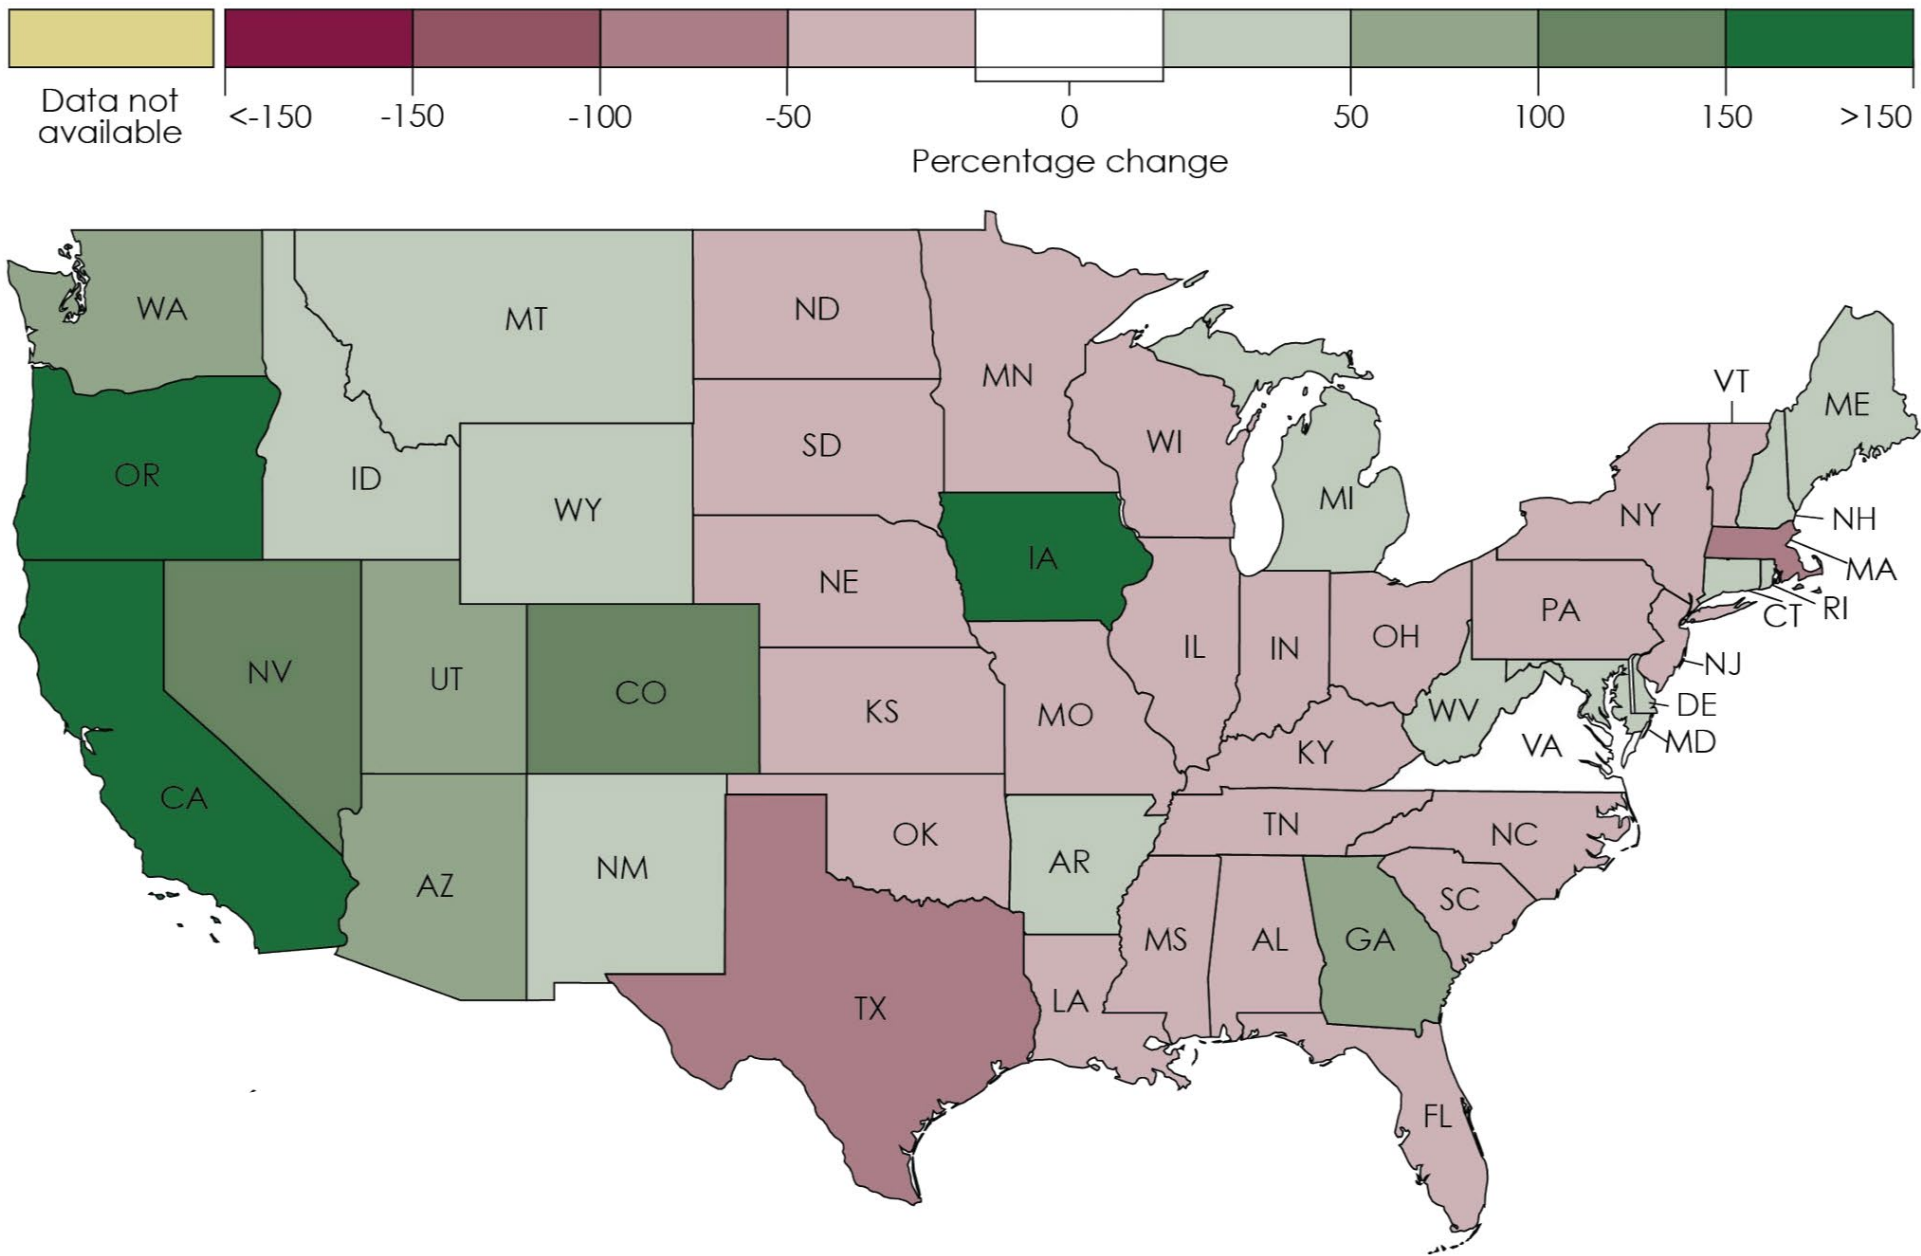 Data not
available
<-150
-150
-100
-50
0
50
100
150
>150
Percentage change
WA
MT
ND
MN
VT
ME
OR
ID
SD
WI
MI
WY
NY
NH
IA
MA
NE
PA
CT
RI
NV
UT
CO
IL
IN
OH
NJ
KS
MO
WV
DE
KY
VA
MD
CA
OK
TN
NC
AZ
NM
AR
SC
MS
AL
GA
TX
LA
FL